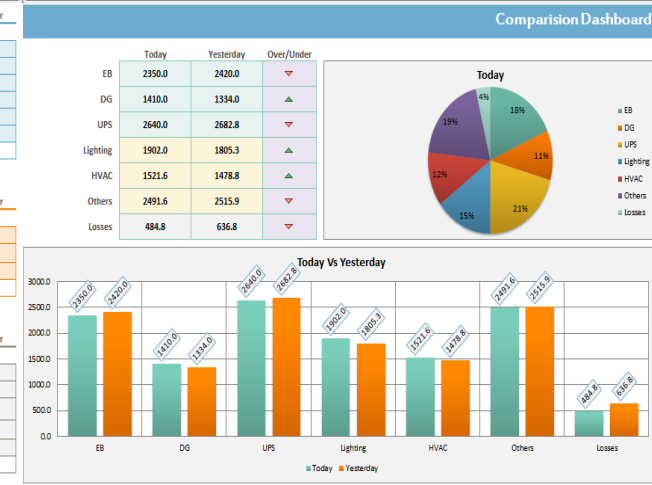 Comparision Dashboard
Today Yesterday Over/Under
EB 2350.0 2420.0
DG 1410.0 1334.0
UPS 2640.0 2682.8
Lighting 1902.0 1805.3
HVAC 1521.6 1478.8
Others 2491.6 2515.9
Losses 484.8 636.8
Today
4%
18%
19%
11%
12%
15%
21%
EB
DG
UPS
Lighting
HVAC
Others
Losses
Today Vs Yesterday
3000.0
2500.0
2000.0
1500.0
1000.0
500.0
0.0
2350.0 2420.0
1410.0 1334.0
2640.0 2682.8
1902.0 1805.3
1521.6 1478.8
2491.6 2515.9
484.8 636.8
EB DG UPS Lighting HVAC Others Losses
Today Yesterday